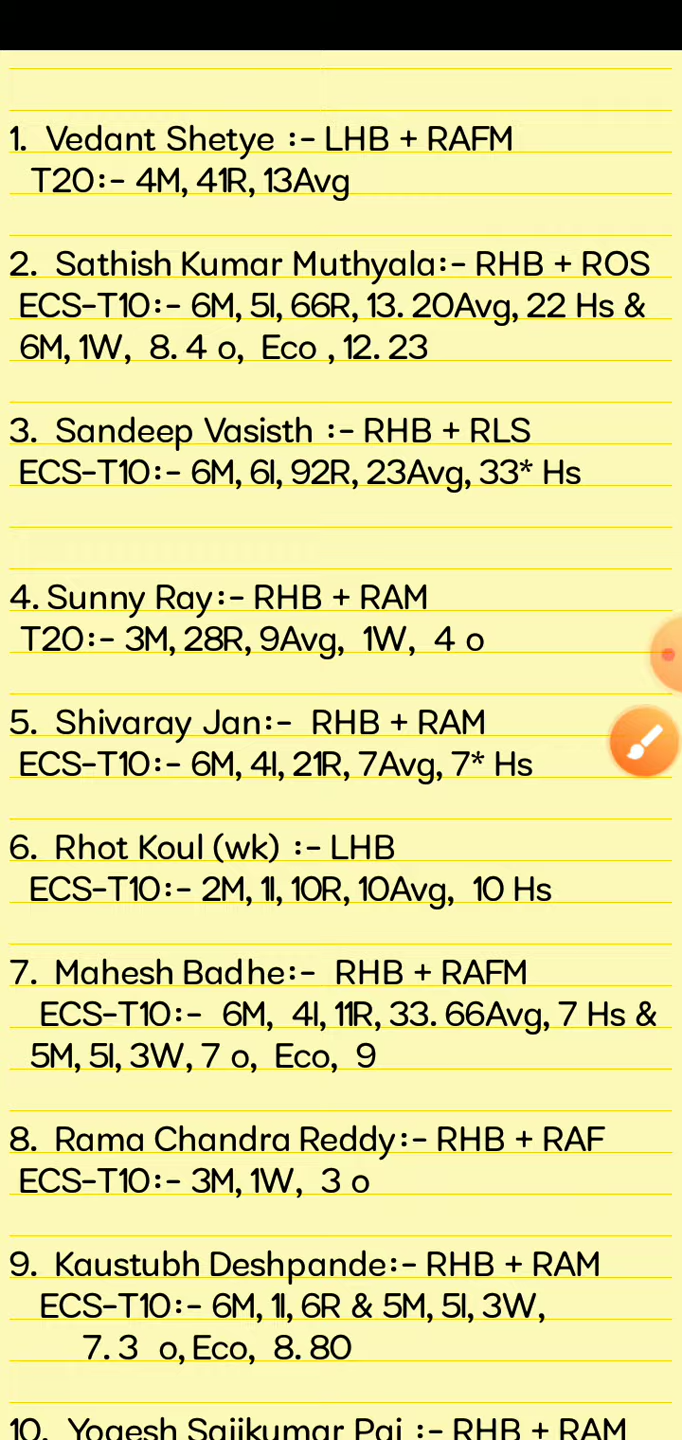 1. Vedant Shetye :- LHB + RAFM
T20:- 4M, 41R, 13Avg
2. Sathish Kumar Muthyala:- RHB + ROS
ECS-T10:- 6M, 5I, 66R, 13. 20Avg, 22 Hs &
6M, 1W, 8. 4 o, Eco , 12. 23
3. Sandeep Vasisth :- RHB + RLS
ECS-T10:- 6M, 6I, 92R, 23Avg, 33* Hs
4. Sunny Ray:- RHB + RAM
T20:- 3M, 28R, 9Avg, 1W, 4 o
5. Shivaray Jan:- RHB + RAM
ECS-T10:- 6M, 4I, 21R, 7Avg, 7* Hs
6. Rhot Koul (wk) :- LHB
ECS-T10:- 2M, 1I, 10R, 10Avg, 10 Hs
7. Mahesh Badhe:- RHB + RAFM
ECS-T10:- 6M, 4I, 11R, 33. 66Avg, 7 Hs &
5M, 5I, 3W, 7 o, Eco, 9
8. Rama Chandra Reddy:- RHB + RAF
ECS-T10:- 3M, 1W, 3 o
9. Kaustubh Deshpande:- RHB + RAM
ECS-T10:- 6M, 1I, 6R & 5M, 5I, 3W,
7. 3 o, Eco, 8. 80
10. Yogesh Sajikumar Pai :- RHB + RAM